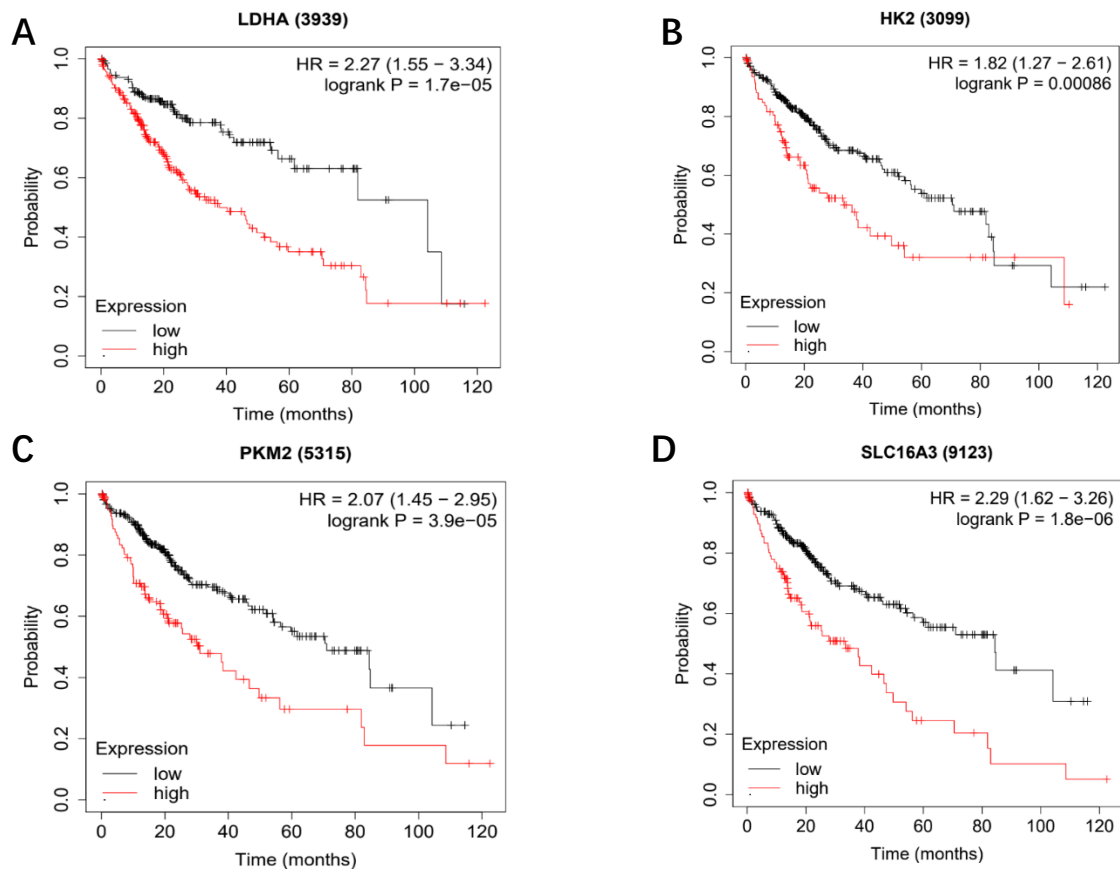 A
LDHA (3939)
HR = 2.27 (1.55 − 3.34)
logrank P = 1.7e−05
Probability
1.0
0.8
0.6
0.4
0.2
0.0
Expression
low
high
0 20 40 60 80 100 120
Time (months)
B
HK2 (3099)
HR = 1.82 (1.27 − 2.61)
logrank P = 0.00086
Probability
1.0
0.8
0.6
0.4
0.2
0.0
Expression
low
high
0 20 40 60 80 100 120
Time (months)
C
PKM2 (5315)
HR = 2.07 (1.45 − 2.95)
logrank P = 3.9e−05
Probability
1.0
0.8
0.6
0.4
0.2
0.0
Expression
low
high
0 20 40 60 80 100 120
Time (months)
D
SLC16A3 (9123)
HR = 2.29 (1.62 − 3.26)
logrank P = 1.8e−06
Probability
1.0
0.8
0.6
0.4
0.2
0.0
Expression
low
high
0 20 40 60 80 100 120
Time (months)